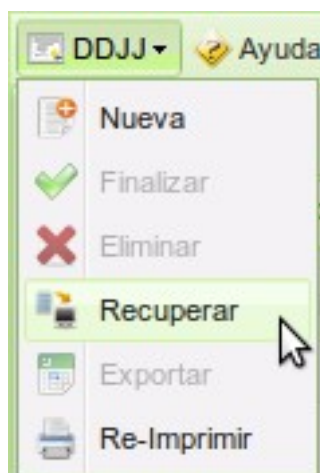 DDJJ Ayuda
Nueva
Finalizar
Eliminar
Recuperar
Exportar
Re-Imprimir